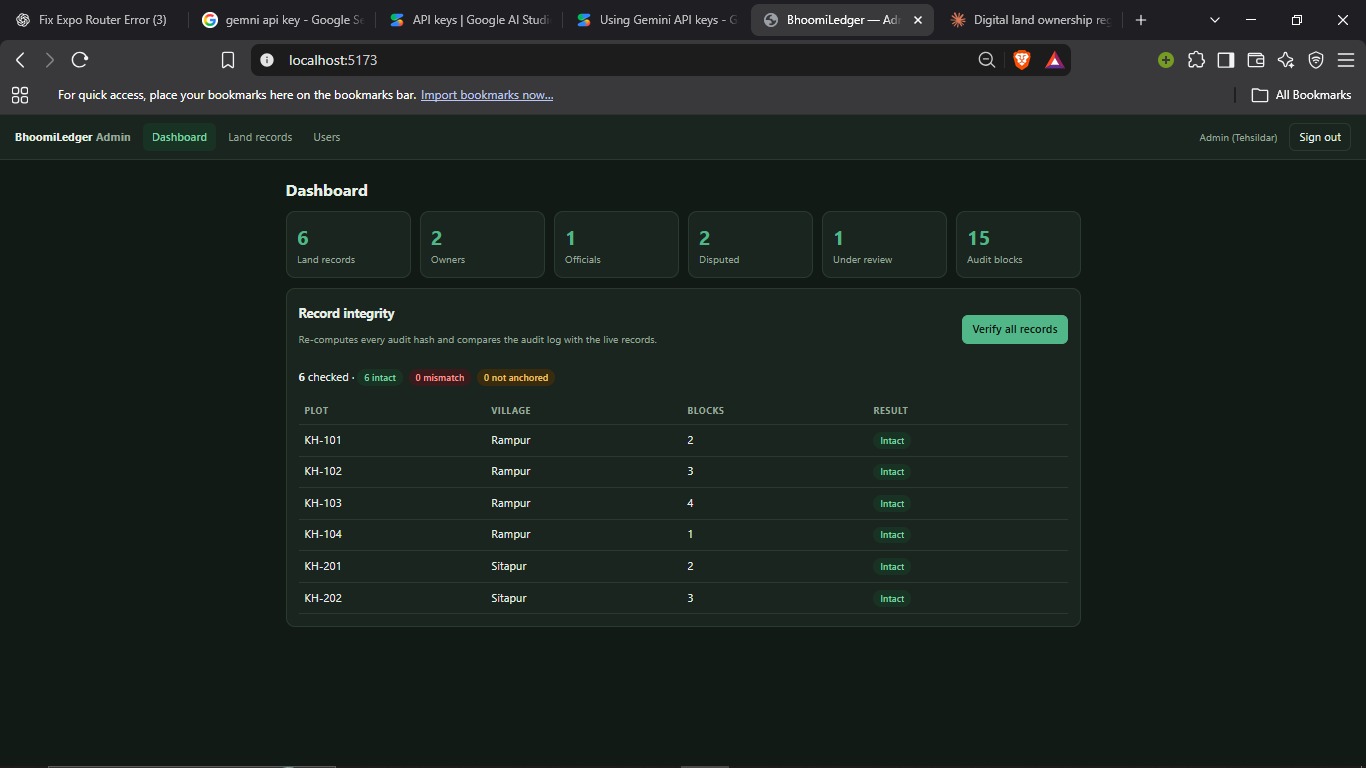 Fix Expo Router Error (3)
gemni api key - Google Se
API keys | Google AI Studi
Using Gemini API keys - G
BhoomiLedger — Adr
Digital land ownership reg
localhost:5173
For quick access, place your bookmarks here on the bookmarks bar. Import bookmarks now...
All Bookmarks
BhoomiLedger Admin Dashboard Land records Users Admin (Tehsildar) Sign out
Dashboard
6 2 1 2 1 15
Land records Owners Officials Disputed Under review Audit blocks
Record integrity
Verify all records
Re-computes every audit hash and compares the audit log with the live records.
6 checked · 6 intact 0 mismatch 0 not anchored
PLOT VILLAGE BLOCKS RESULT
KH-101 Rampur 2 Intact
KH-102 Rampur 3 Intact
KH-103 Rampur 4 Intact
KH-104 Rampur 1 Intact
KH-201 Sitapur 2 Intact
KH-202 Sitapur 3 Intact